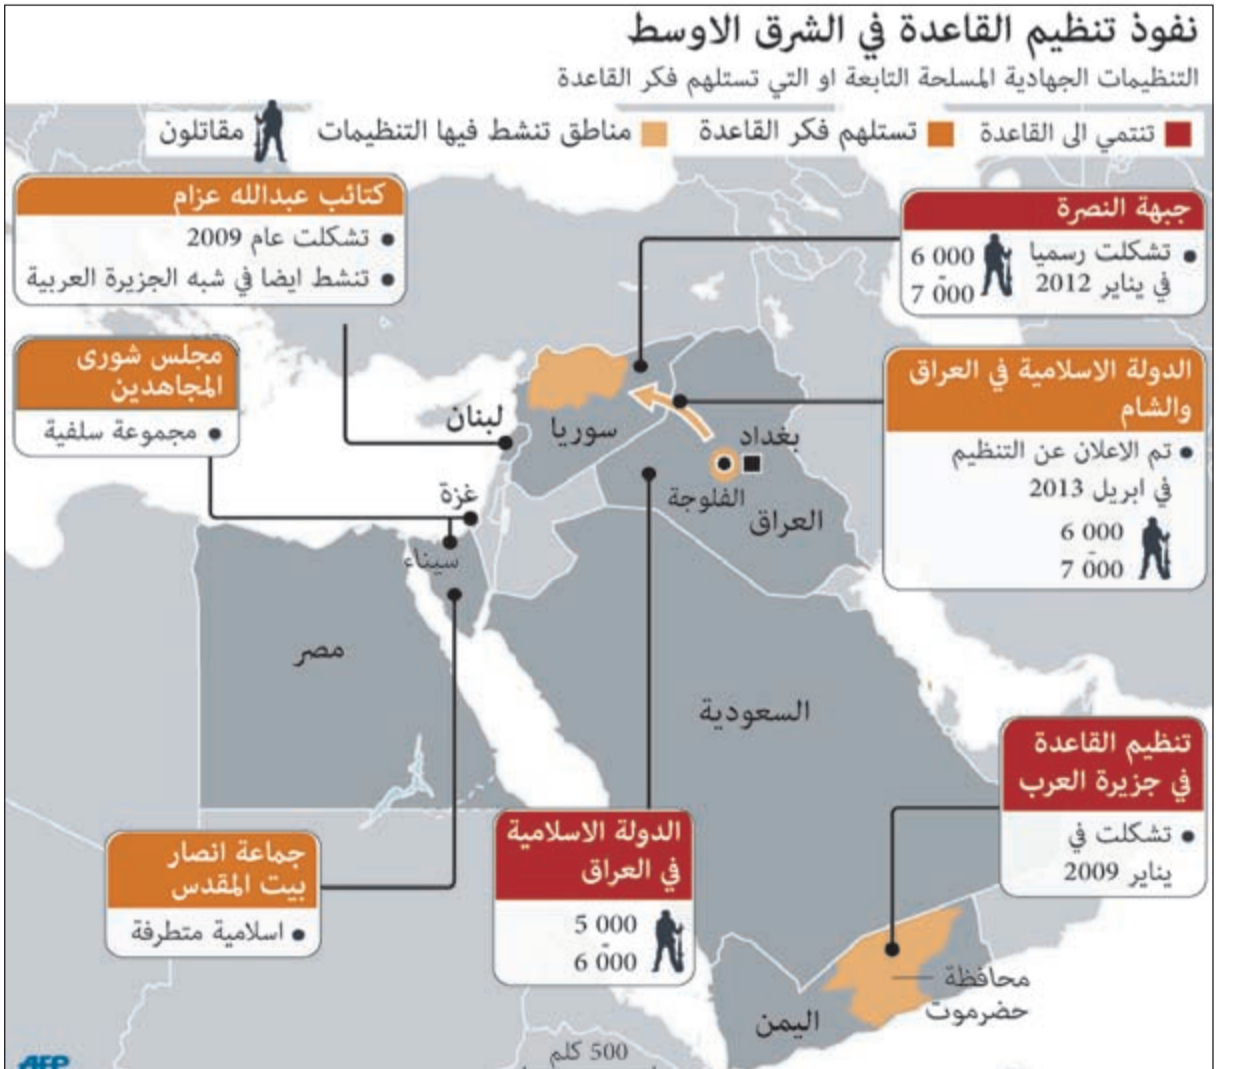 نفوذ تنظيم القاعدة في الشرق الاوسط
التنظيمات الجهادية المسلحة التابعة او التي تستلهم فكر القاعدة
تنتمي الى القاعدة
تستلهم فكر القاعدة
مناطق تنشط فيها التنظيمات
مقاتلون
جبهة النصرة
• تشكلت رسميا
في يناير 2012
6 000
-
7 000
كتائب عبدالله عزام
• تشكلت عام 2009
• تنشط ايضا في شبه الجزيرة العربية
مجلس شورى
المجاهدين
• مجموعة سلفية
الدولة الاسلامية في العراق
والشام
• تم الاعلان عن التنظيم
في ابريل 2013
6 000
-
7 000
لبنان
سوريا
بغداد
الفلوجة
العراق
غزة
سيناء
مصر
السعودية
تنظيم القاعدة
في جزيرة العرب
• تشكلت في
يناير 2009
الدولة الاسلامية
في العراق
5 000
-
6 000
جماعة انصار
بيت المقدس
• اسلامية متطرفة
محافظة
حضرموت
اليمن
500 كلم
AFP